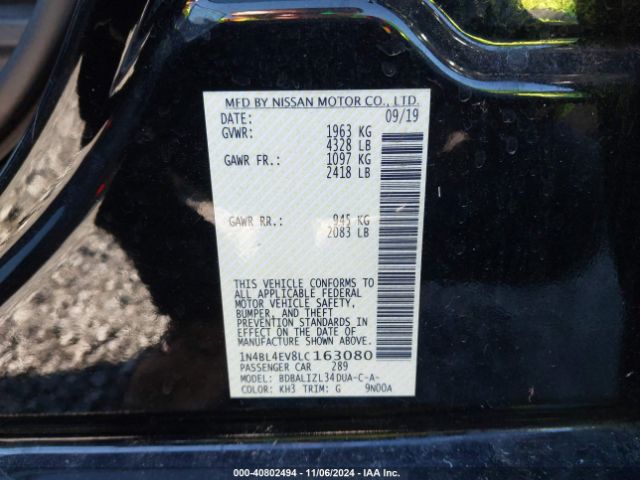 MFD BY NISSAN MOTOR CO., LTD.
DATE: 09/19
GVWR: 1963 KG
4328 LB
GAWR FR.: 1097 KG
2418 LB
GAWR RR.: 945 KG
2083 LB
THIS VEHICLE CONFORMS TO
ALL APPLICABLE FEDERAL
MOTOR VEHICLE SAFETY,
BUMPER, AND THEFT
PREVENTION STANDARDS IN
EFFECT ON THE DATE OF
MANUFACTURE SHOWN ABOVE.
1N4BL4EV8LC163080
PASSENGER CAR 289
MODEL: BDBALIZL34DUA-C-A-
COLOR: KH3 TRIM: G 9N00A
000-40802494 - 11/06/2024 - IAA Inc.